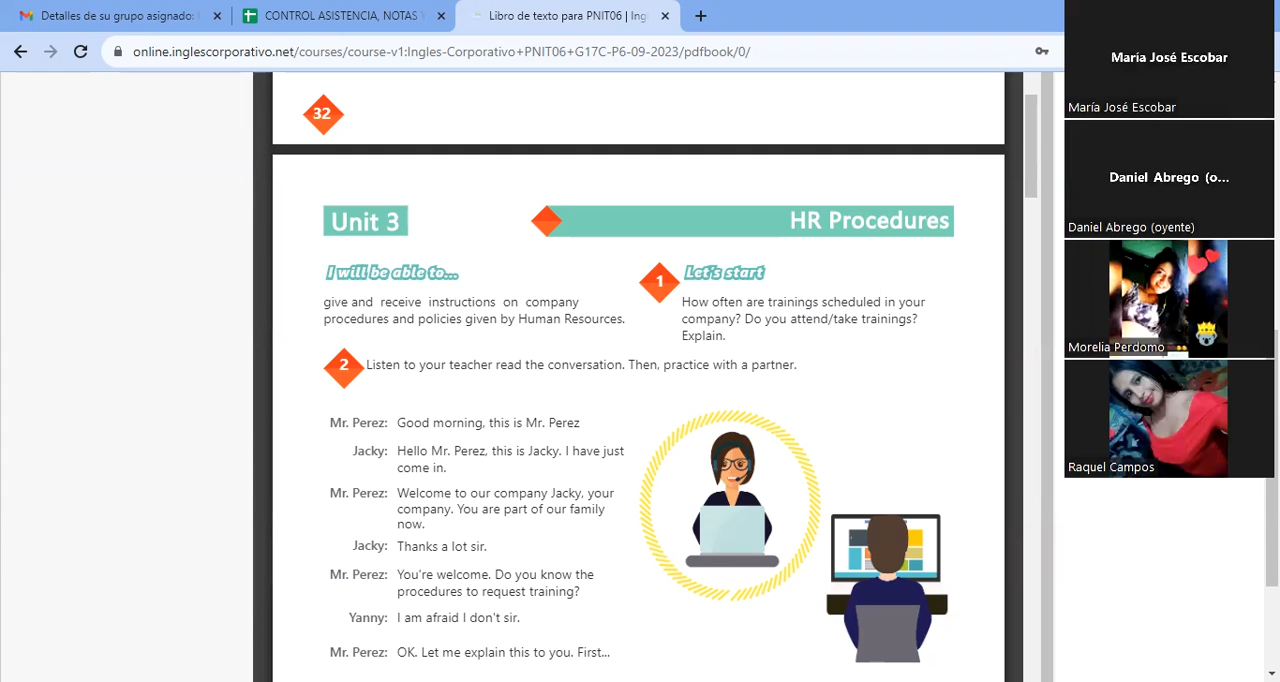 Detalles de su grupo asignado:
CONTROL ASISTENCIA, NOTAS Y
Libro de texto para PNIT06 | Ing
online.inglescorporativo.net/courses/course-v1:Ingles-Corporativo+PNIT06+G17C-P6-09-2023/pdfbook/0/
32
Unit 3
HR Procedures
I will be able to...
give and receive instructions on company
procedures and policies given by Human Resources.
1
Let's start
How often are trainings scheduled in your
company? Do you attend/take trainings?
Explain.
2
Listen to your teacher read the conversation. Then, practice with a partner.
Mr. Perez: Good morning, this is Mr. Perez
Jacky: Hello Mr. Perez, this is Jacky. I have just
come in.
Mr. Perez: Welcome to our company Jacky, your
company. You are part of our family
now.
Jacky: Thanks a lot sir.
Mr. Perez: You're welcome. Do you know the
procedures to request training?
Yanny: I am afraid I don't sir.
Mr. Perez: OK. Let me explain this to you. First...
María José Escobar
María José Escobar
Daniel Abrego (o...
Daniel Abrego (oyente)
Morelia Perdomo
Raquel Campos